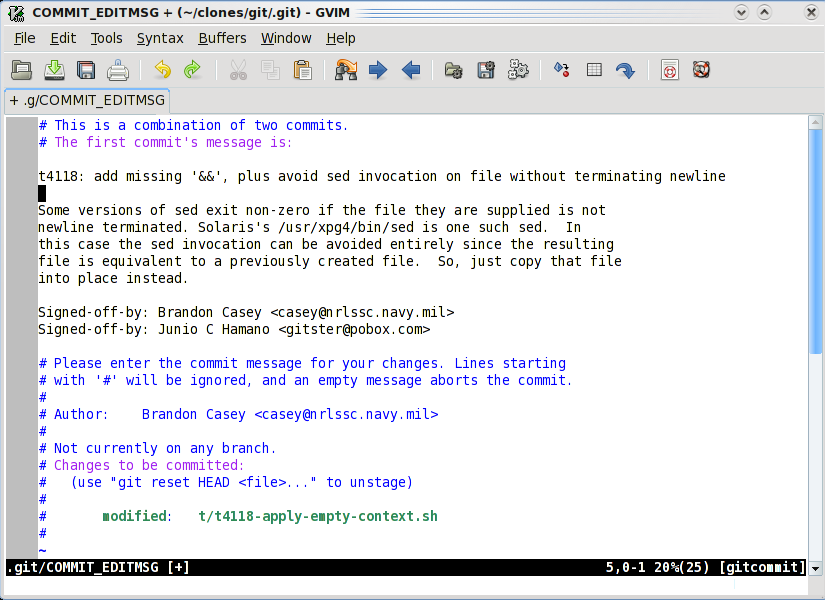 COMMIT_EDITMSG + (~/clones/git/.git) - GVIM
File Edit Tools Syntax Buffers Window Help
+ .g/COMMIT_EDITMSG
# This is a combination of two commits.
# The first commit's message is:
t4118: add missing '&&', plus avoid sed invocation on file without terminating newline
Some versions of sed exit non-zero if the file they are supplied is not
newline terminated. Solaris's /usr/xpg4/bin/sed is one such sed.  In
this case the sed invocation can be avoided entirely since the resulting
file is equivalent to a previously created file.  So, just copy that file
into place instead.
Signed-off-by: Brandon Casey <casey@nrlssc.navy.mil>
Signed-off-by: Junio C Hamano <gitster@pobox.com>
# Please enter the commit message for your changes. Lines starting
# with '#' will be ignored, and an empty message aborts the commit.
#
# Author:    Brandon Casey <casey@nrlssc.navy.mil>
#
# Not currently on any branch.
# Changes to be committed:
#   (use "git reset HEAD <file>..." to unstage)
#
#       modified:   t/t4118-apply-empty-context.sh
#
~
.git/COMMIT_EDITMSG [+] 5,0-1 20%(25) [gitcommit]